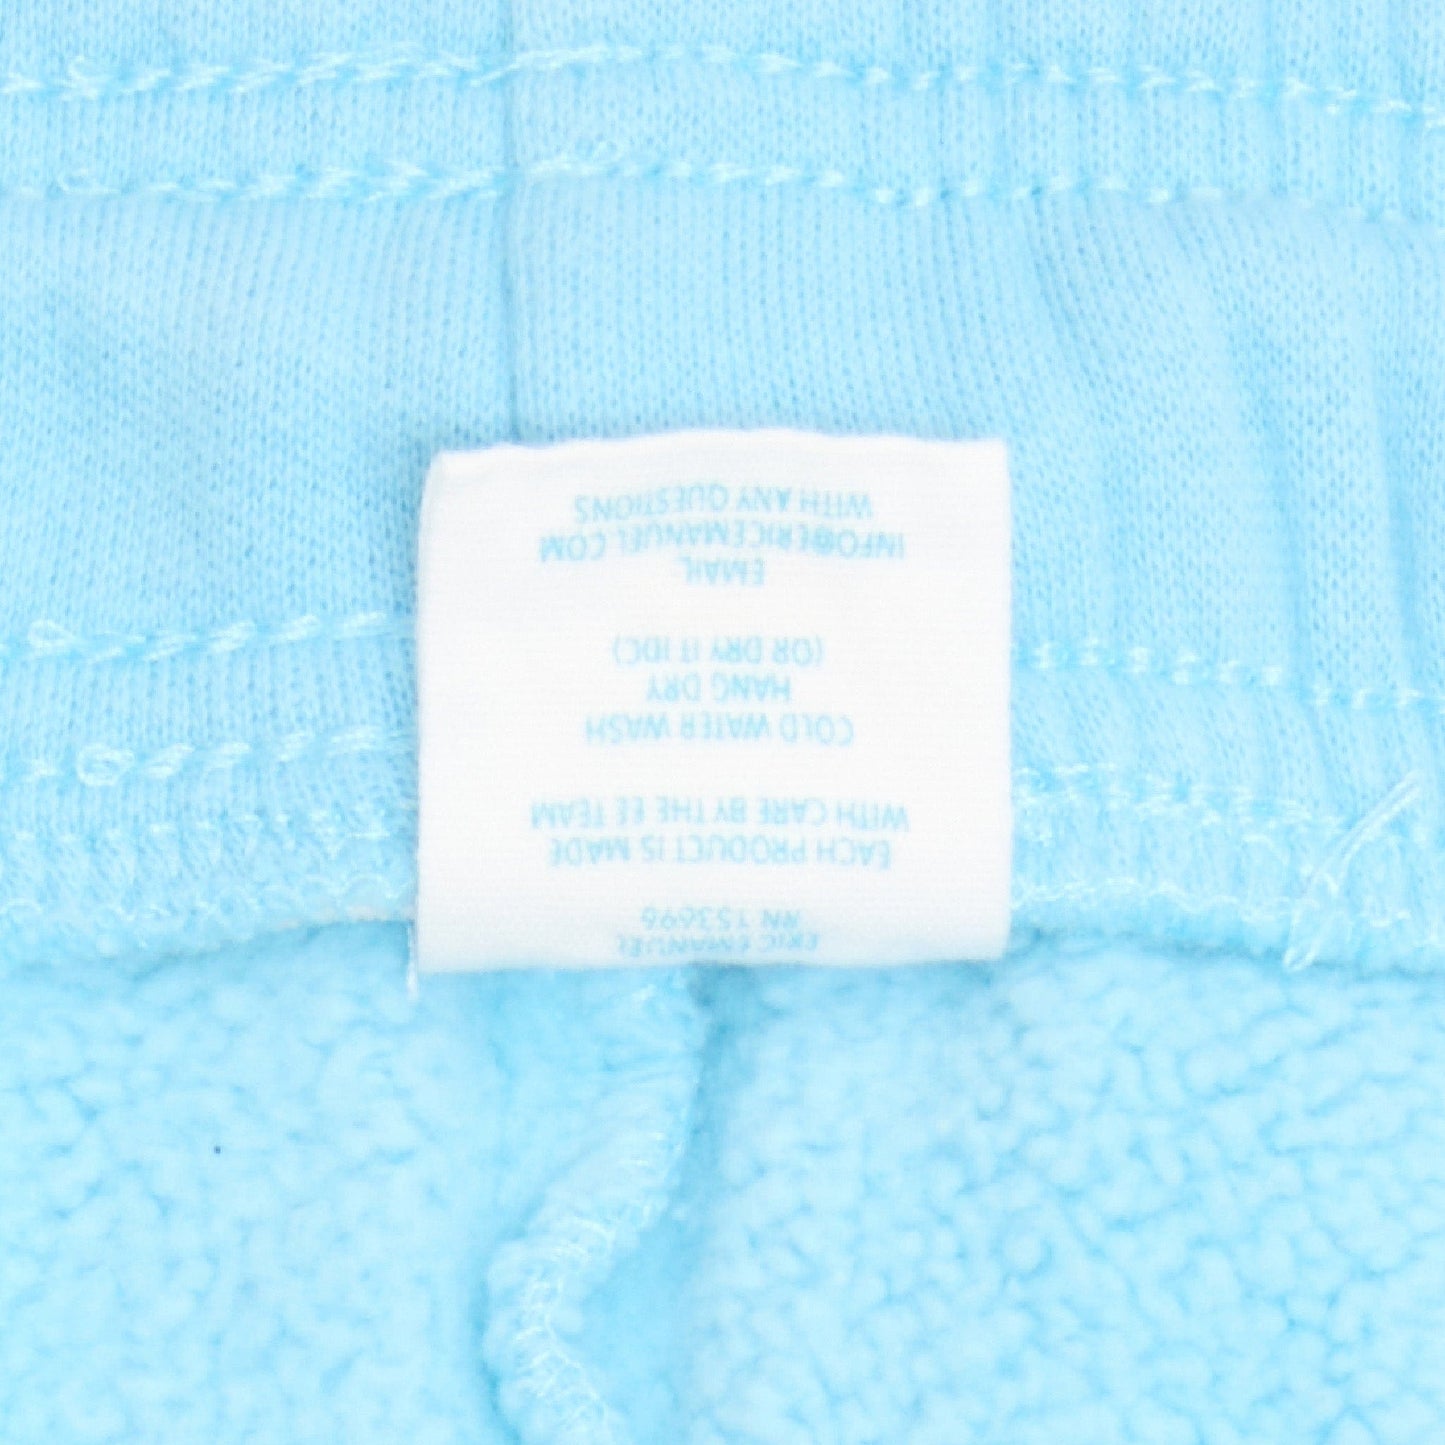 ERIC EMANUEL
RN 153696
EACH PRODUCT IS MADE
WITH CARE BY THE EE TEAM
COLD WATER WASH
HANG DRY
(OR DRY IT IDC)
EMAIL
INFO@ERICEMANUEL.COM
WITH ANY QUESTIONS